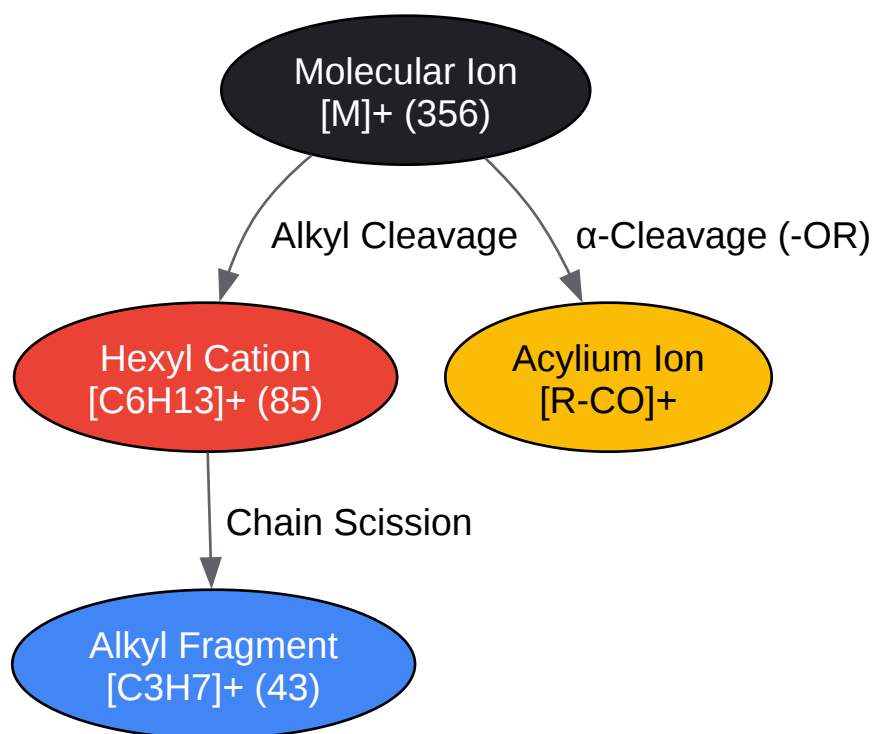 Molecular Ion
[M]+ (356)
Alkyl Cleavage
α-Cleavage (-OR)
Hexyl Cation
[C6H13]+ (85)
Acylium Ion
[R-CO]+
Chain Scission
Alkyl Fragment
[C3H7]+ (43)